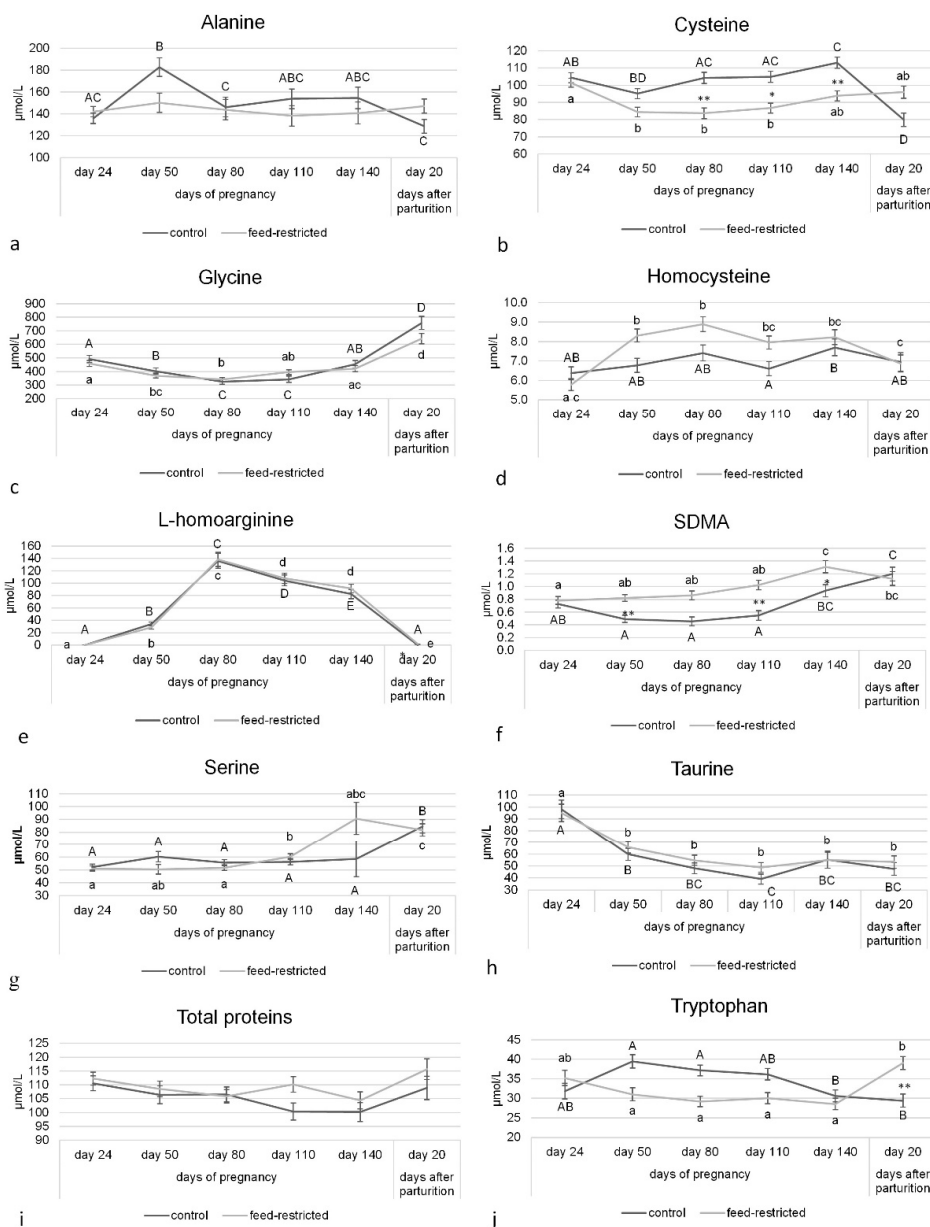 Alanine
200
180
160
140
120
100
µmol/L
AC
B
C
ABC
ABC
C
day 24 day 50 day 80 day 110 day 140 day 20
days of pregnancy
days after
parturition
control feed-restricted
a
Cysteine
120
110
100
90
80
70
60
µmol/L
AB
BD
AC
AC
C
ab
a
b
**
b
*
b
**
ab
D
day 24 day 50 day 80 day 110 day 140 day 20
days of pregnancy
days after
parturition
control feed-restricted
b
Glycine
900
800
700
600
500
400
300
200
µmol/L
A
B
b
ab
AB
D
a
bc
C
C
ac
d
day 24 day 50 day 80 day 110 day 140 day 20
days of pregnancy
days after
parturition
control feed-restricted
c
Homocysteine
10.0
9.0
8.0
7.0
6.0
5.0
µmol/L
AB
b
b
bc
bc
c
a c
AB
AB
A
B
AB
day 24 day 50 day 80 day 110 day 140 day 20
days of pregnancy
days after
parturition
control feed-restricted
d
L-homoarginine
160
140
120
100
80
60
40
20
0
µmol/L
A
B
C
d
d
A
a
b
c
D
E
*
e
day 24 day 50 day 80 day 110 day 140 day 20
days of pregnancy
days after
parturition
control feed-restricted
e
SDMA
1.6
1.4
1.2
1.0
0.8
0.6
0.4
0.2
0.0
µmol/L
a
ab
ab
ab
c
C
AB
**
A
A
**
A
*
BC
bc
day 24 day 50 day 80 day 110 day 140 day 20
days of pregnancy
days after
parturition
control feed-restricted
f
Serine
110
100
90
80
70
60
50
40
30
µmol/L
A
A
A
b
abc
B
a
ab
a
A
A
c
day 24 day 50 day 80 day 110 day 140 day 20
days of pregnancy
days after
parturition
control feed-restricted
g
Taurine
110
100
90
80
70
60
50
40
30
µmol/L
a
b
b
b
b
b
A
B
BC
C
BC
BC
day 24 day 50 day 80 day 110 day 140 day 20
days of pregnancy
days after
parturition
control feed-restricted
h
Total proteins
125
120
115
110
105
100
95
90
µmol/L
day 24 day 50 day 80 day 110 day 140 day 20
days of pregnancy
days after
parturition
control feed-restricted
i
Tryptophan
45
40
35
30
25
20
µmol/L
ab
A
A
AB
B
b
AB
a
a
a
a
**
B
day 24 day 50 day 80 day 110 day 140 day 20
days of pregnancy
days after
parturition
control feed-restricted
j